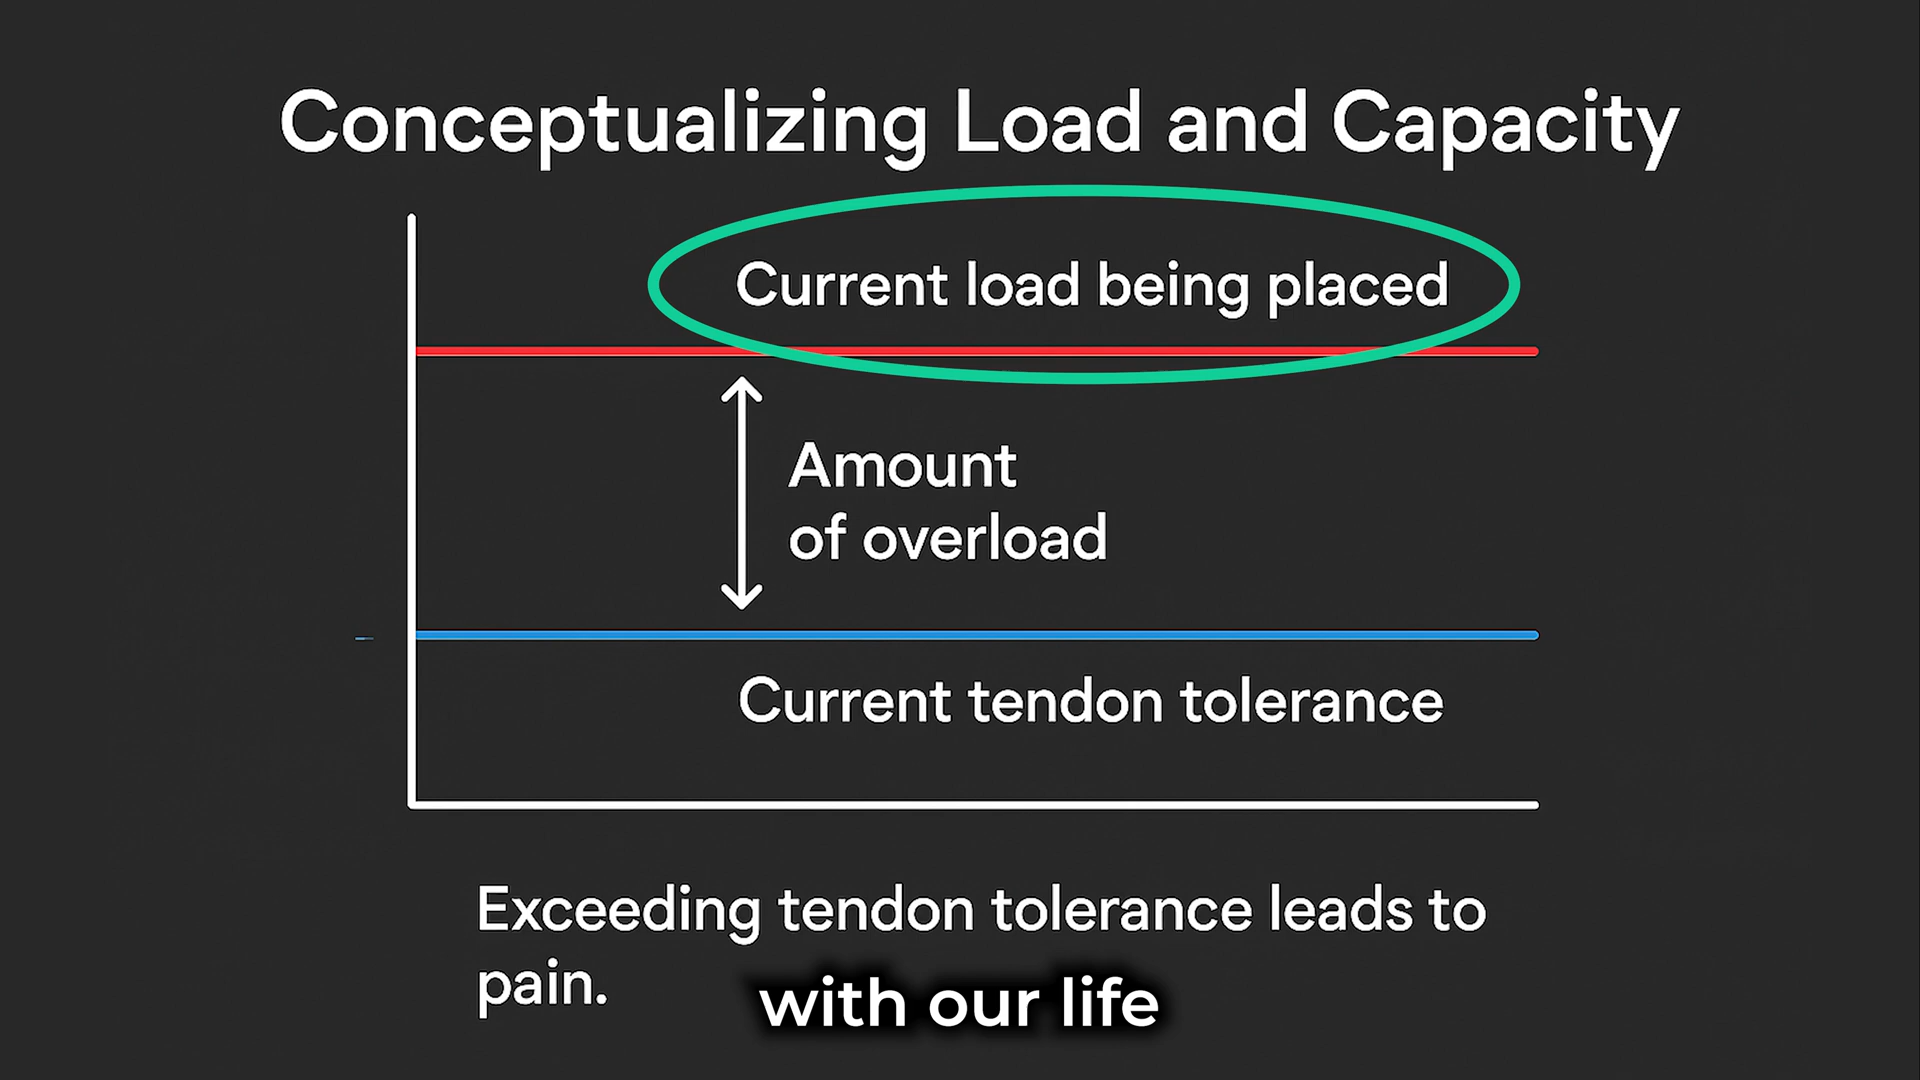 Conceptualizing Load and Capacity
Current load being placed
Amount
of overload
Current tendon tolerance
Exceeding tendon tolerance leads to
pain.
with our life